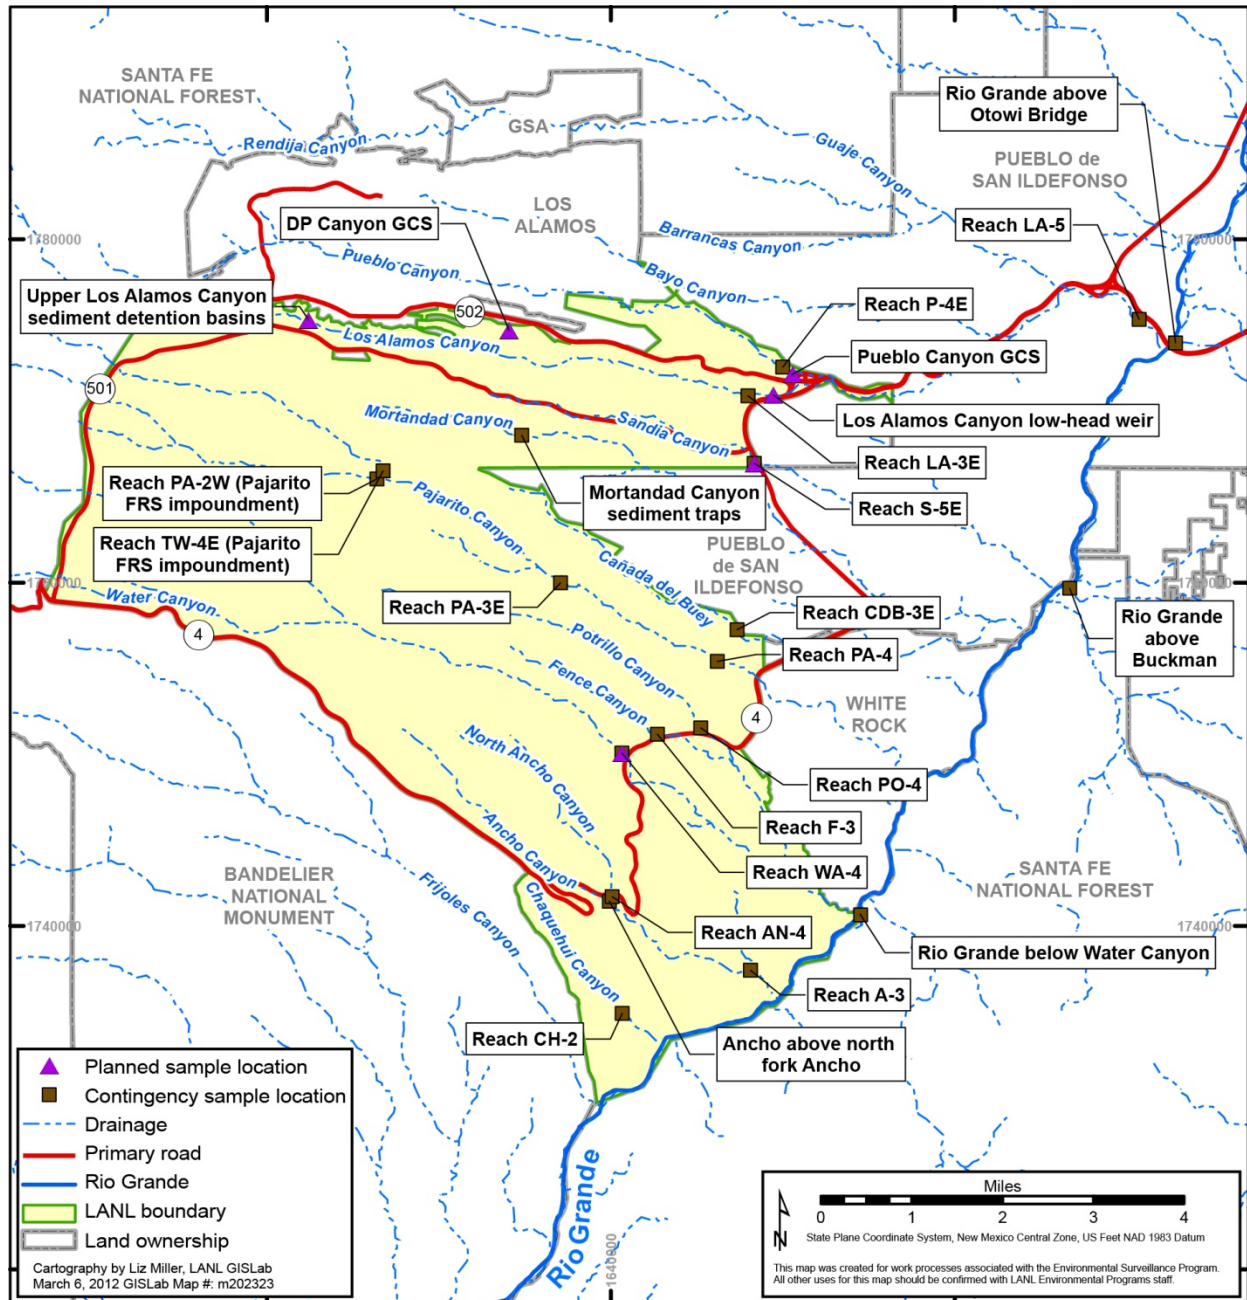 SANTA FE
NATIONAL FOREST
GSA
Rendija Canyon
Guaje Canyon
Rio Grande above
Otowi Bridge
PUEBLO de
SAN ILDEFONSO
LOS
ALAMOS
DP Canyon GCS
Barrancas Canyon
Reach LA-5
1780000
1780000
Pueblo Canyon
Bayo Canyon
Upper Los Alamos Canyon
sediment detention basins
502
Los Alamos Canyon
Reach P-4E
Pueblo Canyon GCS
501
Mortandad Canyon
Sandia Canyon
Los Alamos Canyon low-head weir
Reach LA-3E
Reach PA-2W (Pajarito
FRS impoundment)
Pajarito Canyon
Mortandad Canyon
sediment traps
Reach S-5E
Reach TW-4E (Pajarito
FRS impoundment)
PUEBLO
de SAN
ILDEFONSO
Cañada del Buey
Water Canyon
Reach PA-3E
Reach CDB-3E
Rio Grande
above
Buckman
4
Potrillo Canyon
Reach PA-4
Fence Canyon
WHITE
ROCK
4
North Ancho Canyon
Reach PO-4
Reach F-3
Ancho Canyon
Reach WA-4
BANDELIER
NATIONAL
MONUMENT
Frijoles Canyon
Chaquehui Canyon
SANTA FE
NATIONAL FOREST
1740000
1740000
Reach AN-4
Rio Grande below Water Canyon
Reach A-3
Reach CH-2
Ancho above north
fork Ancho
Planned sample location
Contingency sample location
Drainage
Primary road
Rio Grande
LANL boundary
Land ownership
Cartography by Liz Miller, LANL GISLab
March 6, 2012 GISLab Map #: m202323
Rio Grande
1640000
N
Miles
0 1 2 3 4
State Plane Coordinate System, New Mexico Central Zone, US Feet NAD 1983 Datum
This map was created for work processes associated with the Environmental Surveillance Program.
All other uses for this map should be confirmed with LANL Environmental Programs staff.